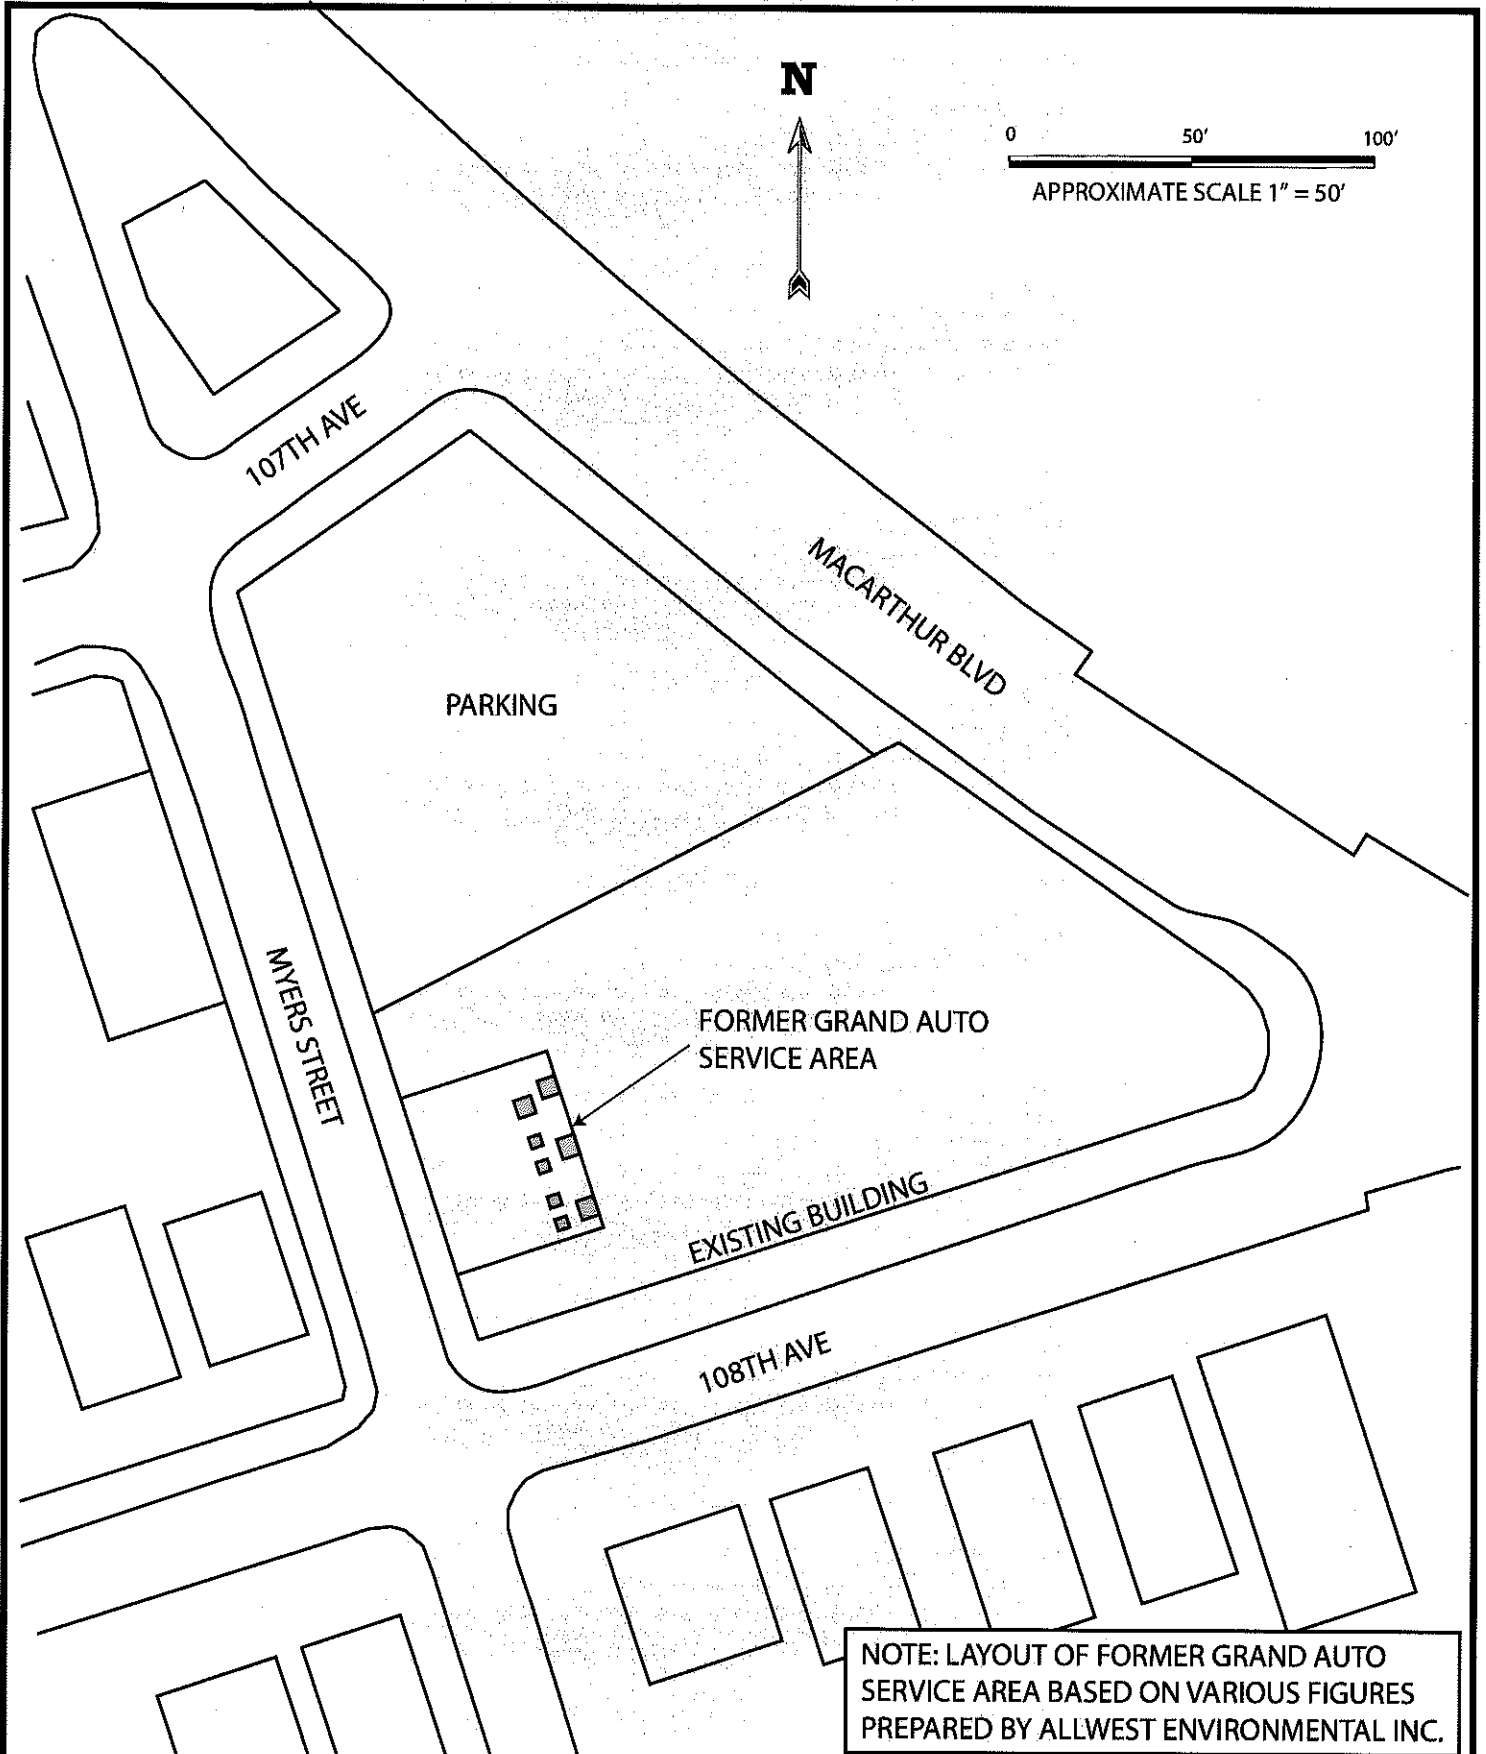 N
0 50' 100'
APPROXIMATE SCALE 1" = 50'
107TH AVE
MACARTHUR BLVD
PARKING
MYERS STREET
FORMER GRAND AUTO
SERVICE AREA
EXISTING BUILDING
108TH AVE
NOTE: LAYOUT OF FORMER GRAND AUTO
SERVICE AREA BASED ON VARIOUS FIGURES
PREPARED BY ALLWEST ENVIRONMENTAL INC.